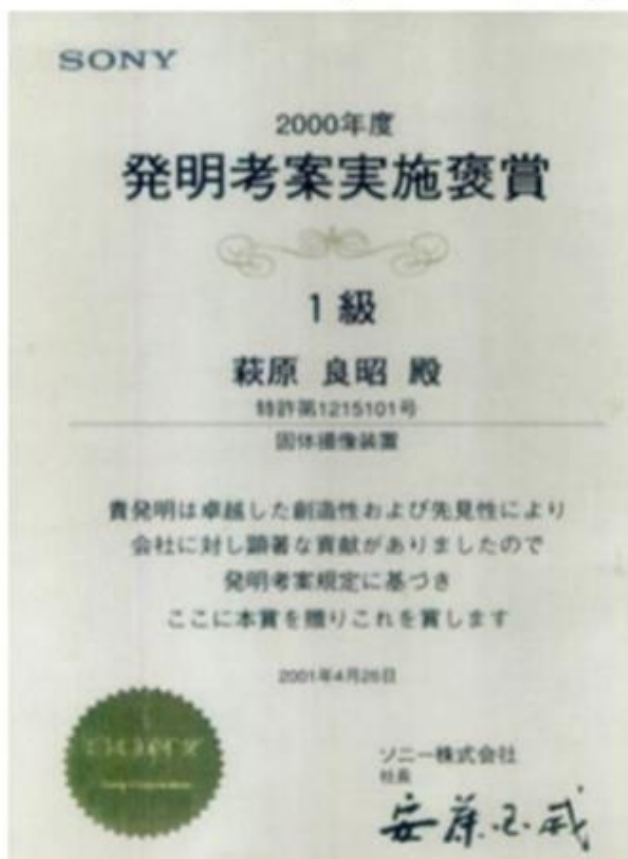 SONY
2000年度
発明考案実施褒賞
1級
萩原 良昭 殿
特許第1215101号
固体撮像装置
貴発明は卓越した創造性および先見性により
会社に対し顕著な貢献がありましたので
発明考案規定に基づき
ここに本賞を贈りこれを賞します
2001年4月26日
SONY
ソニー株式会社
社長
安藤国威